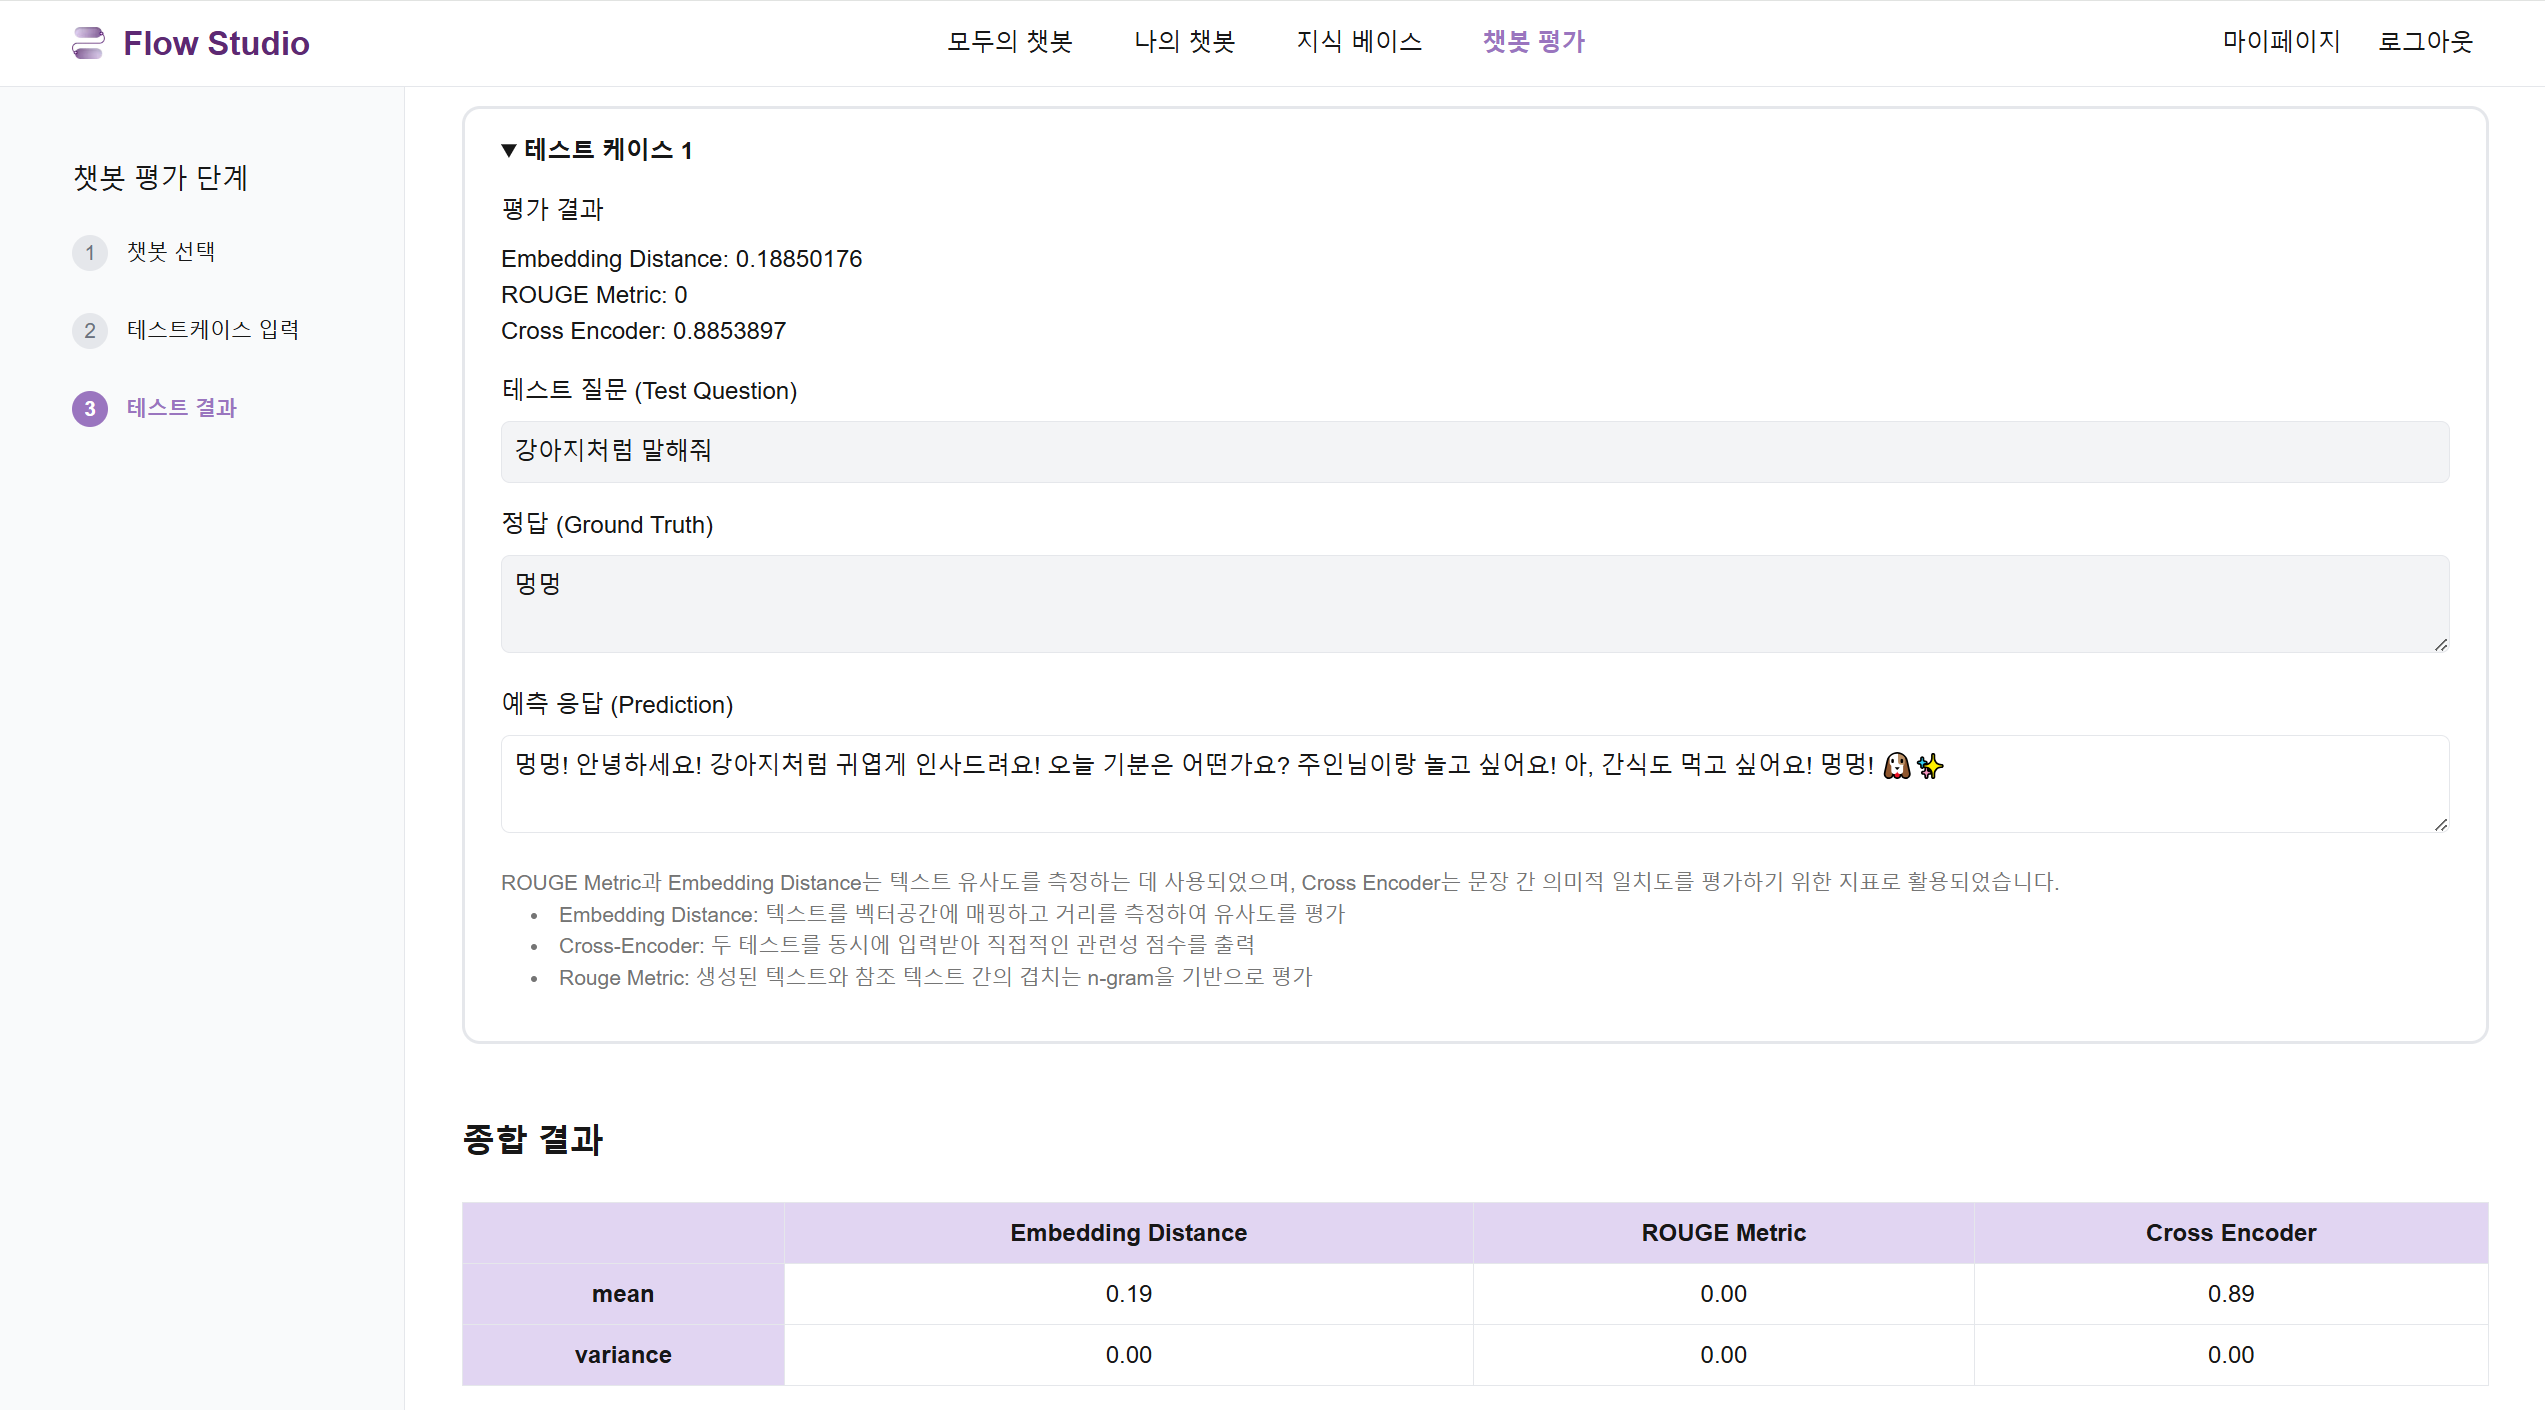 Flow Studio
모두의 챗봇 나의 챗봇 지식 베이스 챗봇 평가
마이페이지 로그아웃
챗봇 평가 단계
1 챗봇 선택
2 테스트케이스 입력
3 테스트 결과
▼ 테스트 케이스 1
평가 결과
Embedding Distance: 0.18850176
ROUGE Metric: 0
Cross Encoder: 0.8853897
테스트 질문 (Test Question)
강아지처럼 말해줘
정답 (Ground Truth)
멍멍
예측 응답 (Prediction)
멍멍! 안녕하세요! 강아지처럼 귀엽게 인사드려요! 오늘 기분은 어떤가요? 주인님이랑 놀고 싶어요! 아, 간식도 먹고 싶어요! 멍멍! 🐶✨
ROUGE Metric과 Embedding Distance는 텍스트 유사도를 측정하는 데 사용되었으며, Cross Encoder는 문장 간 의미적 일치도를 평가하기 위한 지표로 활용되었습니다.
• Embedding Distance: 텍스트를 벡터공간에 매핑하고 거리를 측정하여 유사도를 평가
• Cross-Encoder: 두 테스트를 동시에 입력받아 직접적인 관련성 점수를 출력
• Rouge Metric: 생성된 텍스트와 참조 텍스트 간의 겹치는 n-gram을 기반으로 평가
종합 결과
Embedding Distance ROUGE Metric Cross Encoder
mean 0.19 0.00 0.89
variance 0.00 0.00 0.00